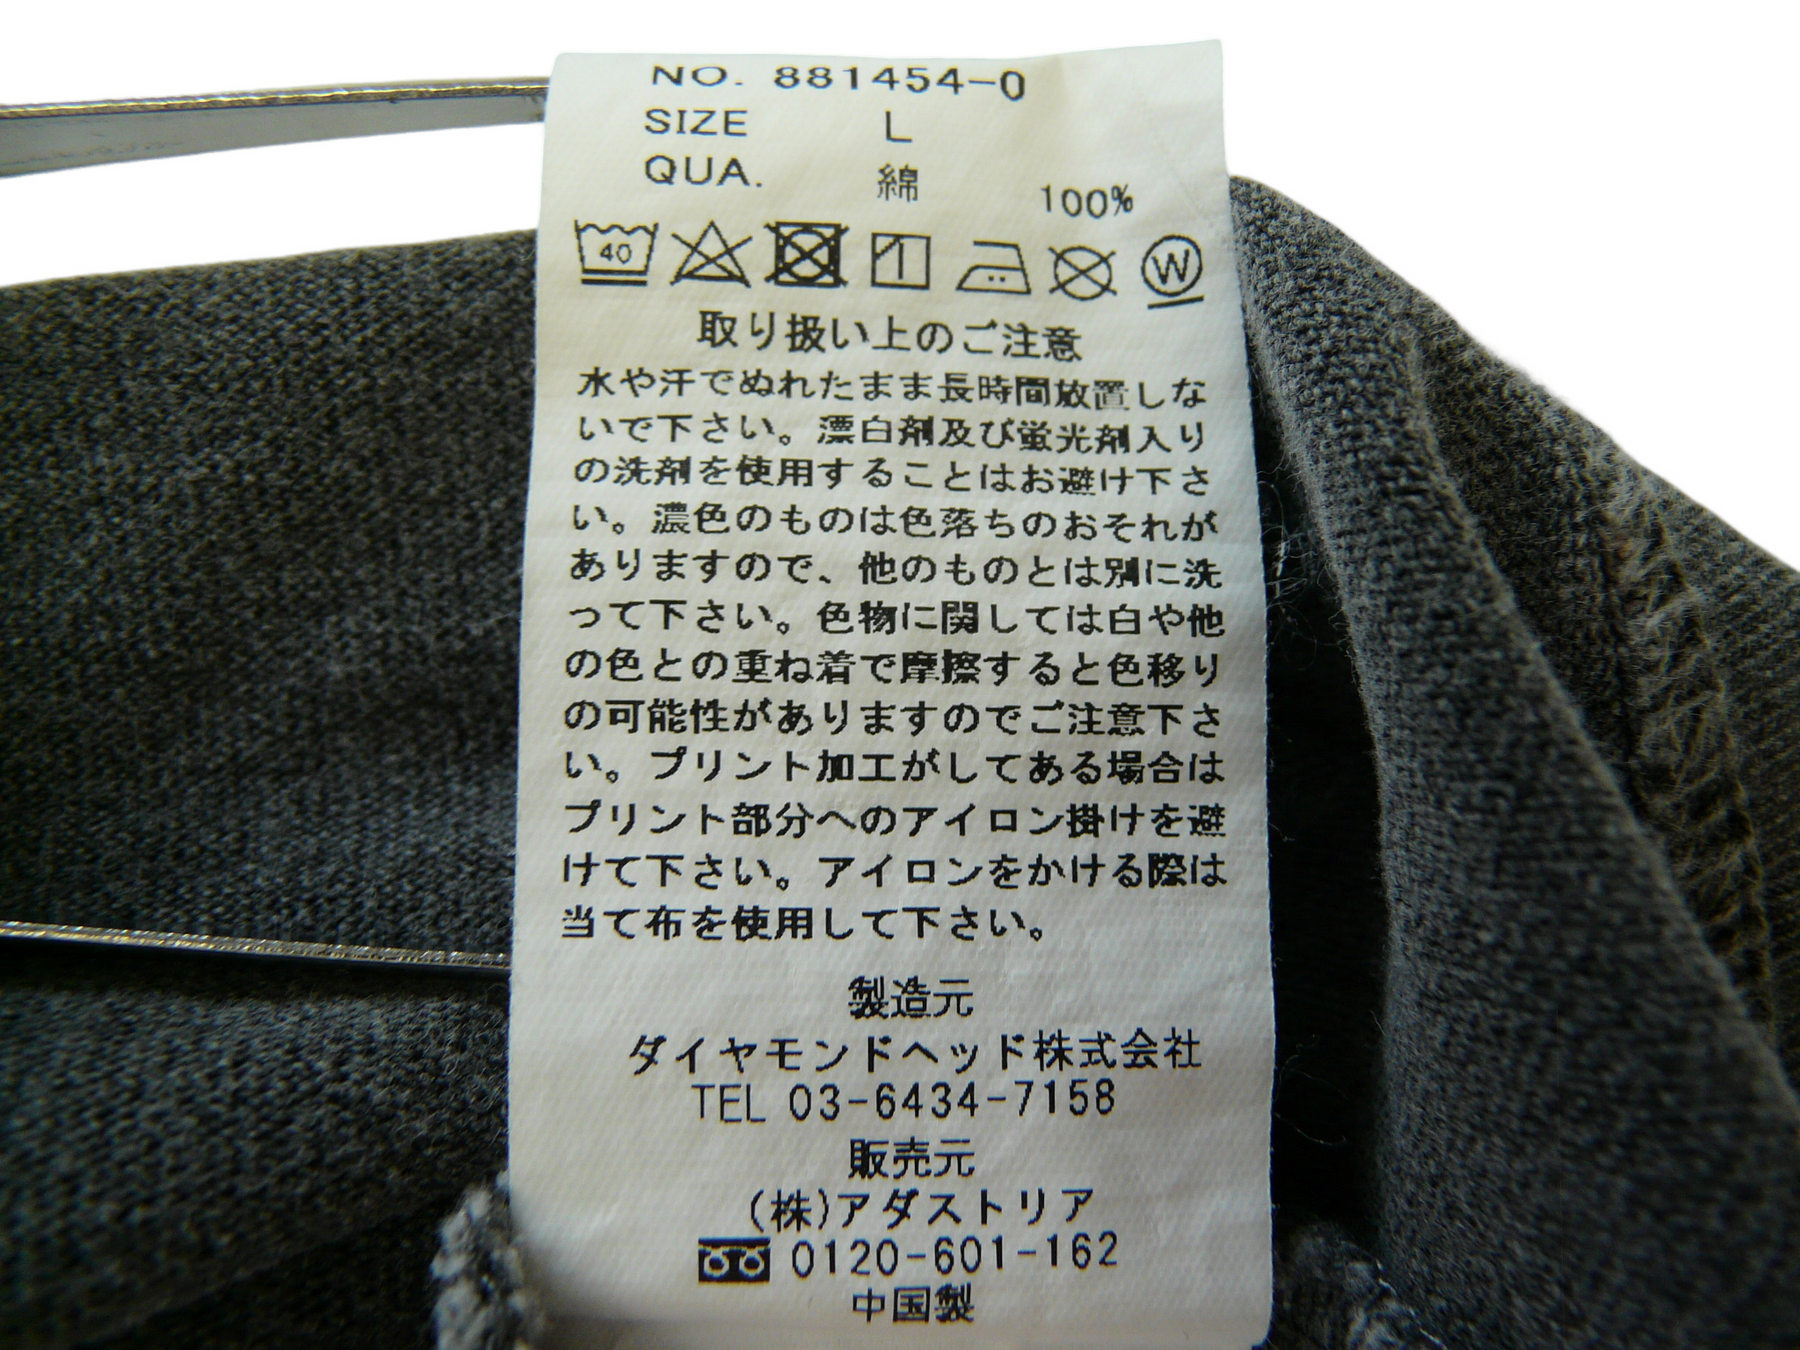 NO. 881454-0
SIZE L
QUA. 綿 100%
40 W
取り扱い上のご注意
水や汗でぬれたまま長時間放置しな
いで下さい。漂白剤及び蛍光剤入り
の洗剤を使用することはお避け下さ
い。濃色のものは色落ちのおそれが
ありますので、他のものとは別に洗
って下さい。色物に関しては白や他
の色との重ね着で摩擦すると色移り
の可能性がありますのでご注意下さ
い。プリント加工がしてある場合は
プリント部分へのアイロン掛けを避
けて下さい。アイロンをかける際は
当て布を使用して下さい。
製造元
ダイヤモンドヘッド株式会社
TEL 03-6434-7158
販売元
(株)アダストリア
0120-601-162
中国製